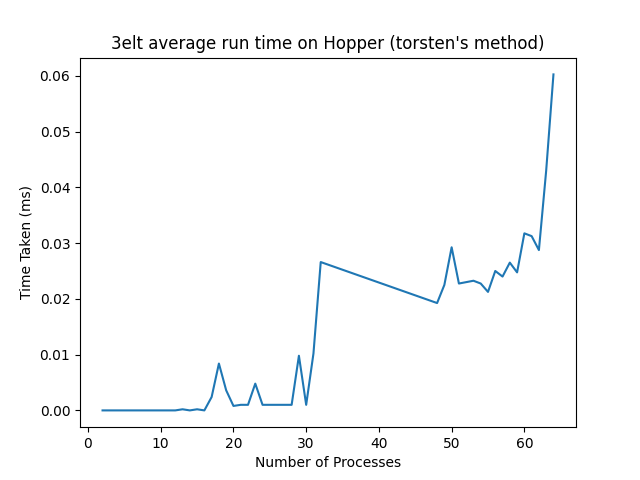 3elt average run time on Hopper (torsten's method)
0.06
0.05
0.04
0.03
0.02
0.01
0.00
Time Taken (ms)
0 10 20 30 40 50 60
Number of Processes